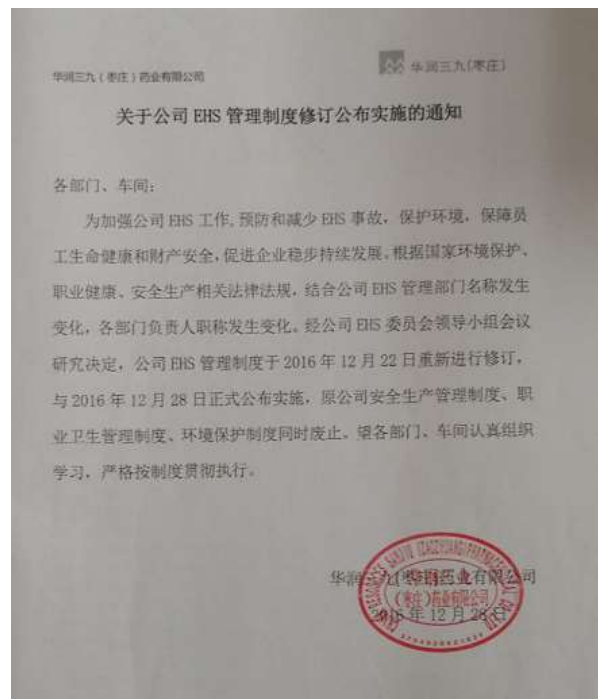 华润三九（枣庄）药业有限公司
华润三九(枣庄)
关于公司 EHS 管理制度修订公布实施的通知
各部门、车间：
为加强公司 EHS 工作，预防和减少 EHS 事故，保护环境，保障员
工生命健康和财产安全，促进企业稳步持续发展。根据国家环境保护、
职业健康、安全生产相关法律法规，结合公司 EHS 管理部门名称发生
变化，各部门负责人职称发生变化。经公司 EHS 委员会领导小组会议
研究决定，公司 EHS 管理制度于 2016 年 12 月 22 日重新进行修订，
与 2016 年 12 月 28 日正式公布实施，原公司安全生产管理制度、职
业卫生管理制度、环境保护制度同时废止。望各部门、车间认真组织
学习，严格按制度贯彻执行。
华润三九（枣庄）药业有限公司
华润三九
（枣庄）药业有限公司
2016 年 12 月 28 日